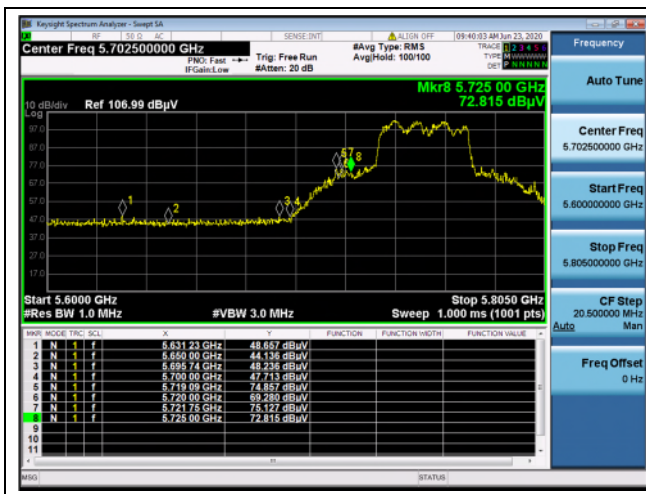 Keysight Spectrum Analyzer - Swept SA
RF 50 Ω AC SENSE:INT ALIGN OFF 09:40:03 AM Jun 23, 2020
Center Freq 5.702500000 GHz #Avg Type: RMS TRACE 1 2 3 4 5 6
PNO: Fast Trig: Free Run Avg|Hold: 100/100 TYPE M
IFGain:Low #Atten: 20 dB DET P N N N N N
Mkr8 5.725 00 GHz
10 dB/div Ref 106.99 dBµV 72.815 dBµV
Log
97.0
87.0
77.0
67.0
57.0
47.0
37.0
27.0
17.0
1
2
3 4
5 7 8
Start 5.6000 GHz Stop 5.8050 GHz
#Res BW 1.0 MHz #VBW 3.0 MHz Sweep 1.000 ms (1001 pts)
MKR MODE TRC SCL X Y FUNCTION FUNCTION WIDTH FUNCTION VALUE
1 N 1 f 5.631 23 GHz 48.657 dBµV
2 N 1 f 5.650 00 GHz 44.136 dBµV
3 N 1 f 5.695 74 GHz 48.236 dBµV
4 N 1 f 5.700 00 GHz 47.713 dBµV
5 N 1 f 5.719 09 GHz 74.857 dBµV
6 N 1 f 5.720 00 GHz 69.280 dBµV
7 N 1 f 5.721 75 GHz 75.127 dBµV
8 N 1 f 5.725 00 GHz 72.815 dBµV
9
10
11
MSG STATUS
Frequency
Auto Tune
Center Freq
5.702500000 GHz
Start Freq
5.600000000 GHz
Stop Freq
5.805000000 GHz
CF Step
20.500000 MHz
Auto Man
Freq Offset
0 Hz